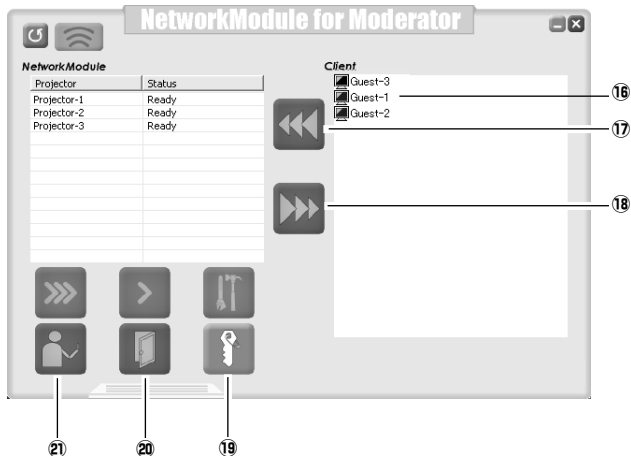 NetworkModule for Moderator
NetworkModule
Client
Projector Status
Projector-1 Ready
Projector-2 Ready
Projector-3 Ready
Guest-3
Guest-1
Guest-2
⑯
⑰
⑱
㉑
⑳
⑲